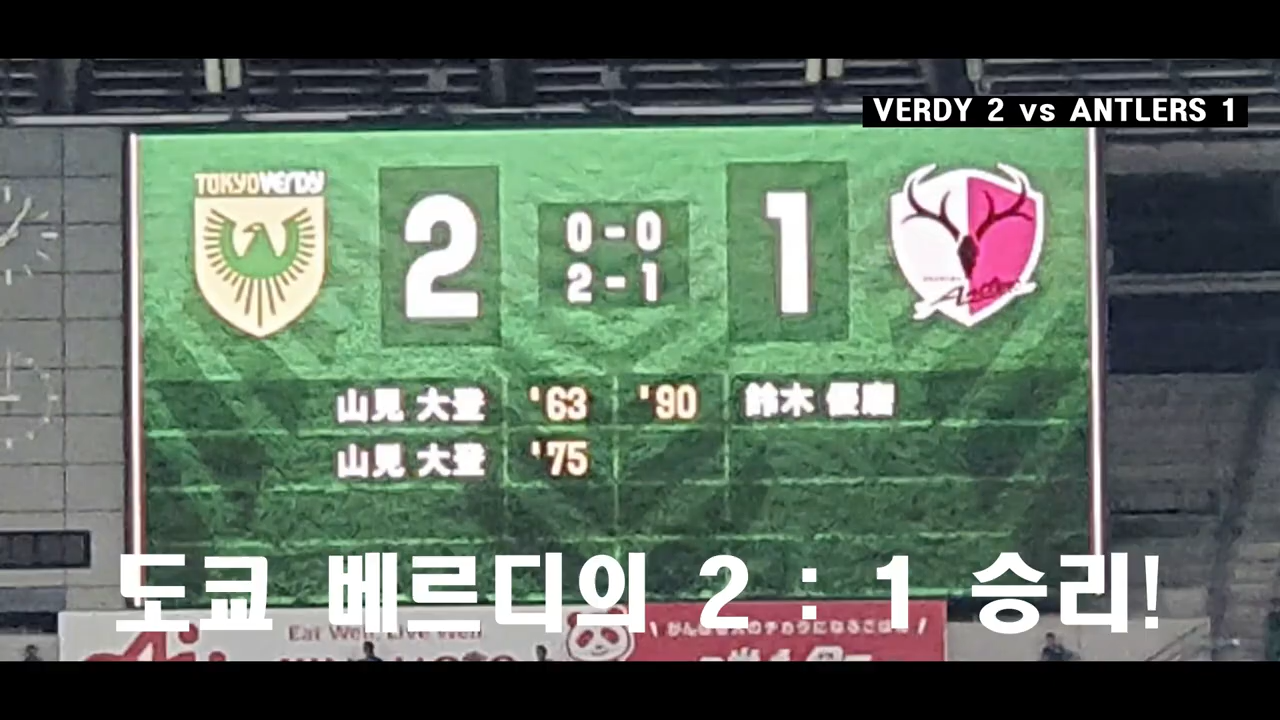 VERDY 2 vs ANTLERS 1
TOKYO VERDY
2
0 - 0
1
2 - 1
山見 大登 '63 '90 鈴木 優磨
山見 大登 '75
도쿄 베르디의 2 : 1 승리!
Eat Well, Live Well.